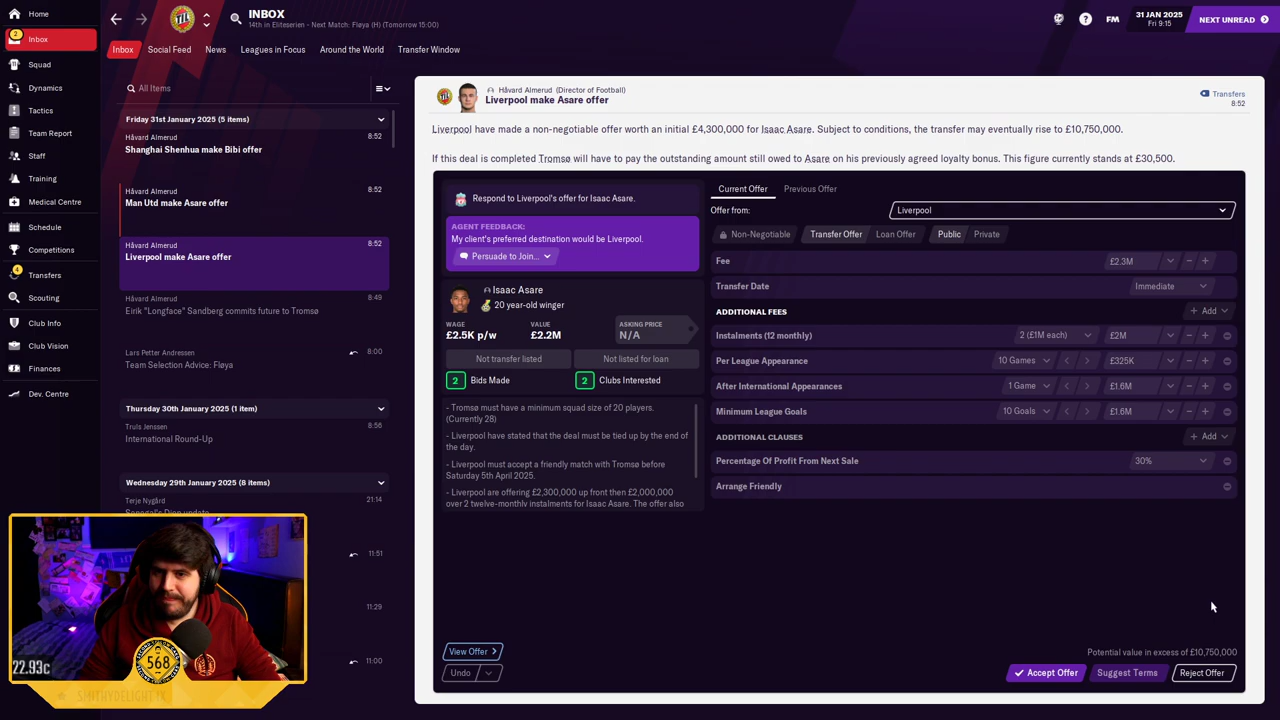 Home
2
Inbox
Squad
Dynamics
Tactics
Team Report
Staff
Training
Medical Centre
Schedule
Competitions
4
Transfers
Scouting
Club Info
Club Vision
Finances
Dev. Centre
TIL
INBOX
14th in Eliteserien - Next Match: Fløya (H) (Tomorrow 15:00)
FM
31 JAN 2025
Fri 9:15
NEXT UNREAD
Inbox
Social Feed
News
Leagues in Focus
Around the World
Transfer Window
All Items
Friday 31st January 2025 (5 items)
Håvard Almerud
8:52
Shanghai Shenhua make Bibi offer
Håvard Almerud
8:52
Man Utd make Asare offer
Håvard Almerud
8:52
Liverpool make Asare offer
Håvard Almerud
8:49
Eirik "Longface" Sandberg commits future to Tromsø
Lars Petter Andressen
8:00
Team Selection Advice: Fløya
Thursday 30th January 2025 (1 item)
Truls Jenssen
8:56
International Round-Up
Wednesday 29th January 2025 (8 items)
Terje Nygård
21:14
Senegal's Diop update
11:51
11:29
11:00
Håvard Almerud (Director of Football)
Liverpool make Asare offer
Transfers
8:52
Liverpool have made a non-negotiable offer worth an initial £4,300,000 for Isaac Asare. Subject to conditions, the transfer may eventually rise to £10,750,000.
If this deal is completed Tromsø will have to pay the outstanding amount still owed to Asare on his previously agreed loyalty bonus. This figure currently stands at £30,500.
Respond to Liverpool's offer for Isaac Asare.
AGENT FEEDBACK:
My client's preferred destination would be Liverpool.
Persuade to Join...
Isaac Asare
20 year-old winger
WAGE
£2.5K p/w
VALUE
£2.2M
ASKING PRICE
N/A
Not transfer listed
Not listed for loan
2 Bids Made
2 Clubs Interested
- Tromsø must have a minimum squad size of 20 players.
(Currently 28)
- Liverpool have stated that the deal must be tied up by the end of
the day.
- Liverpool must accept a friendly match with Tromsø before
Saturday 5th April 2025.
- Liverpool are offering £2,300,000 up front then £2,000,000
over 2 twelve-monthly instalments for Isaac Asare. The offer also
View Offer
Undo
Current Offer
Previous Offer
Offer from:
Liverpool
Non-Negotiable
Transfer Offer
Loan Offer
Public
Private
Fee
£2.3M
Transfer Date
Immediate
ADDITIONAL FEES
Add
Instalments (12 monthly)
2 (£1M each)
£2M
Per League Appearance
10 Games
£325K
After International Appearances
1 Game
£1.6M
Minimum League Goals
10 Goals
£1.6M
ADDITIONAL CLAUSES
Add
Percentage Of Profit From Next Sale
30%
Arrange Friendly
Potential value in excess of £10,750,000
Accept Offer
Suggest Terms
Reject Offer
22.93c
568
SMITHYDELIGHT1X